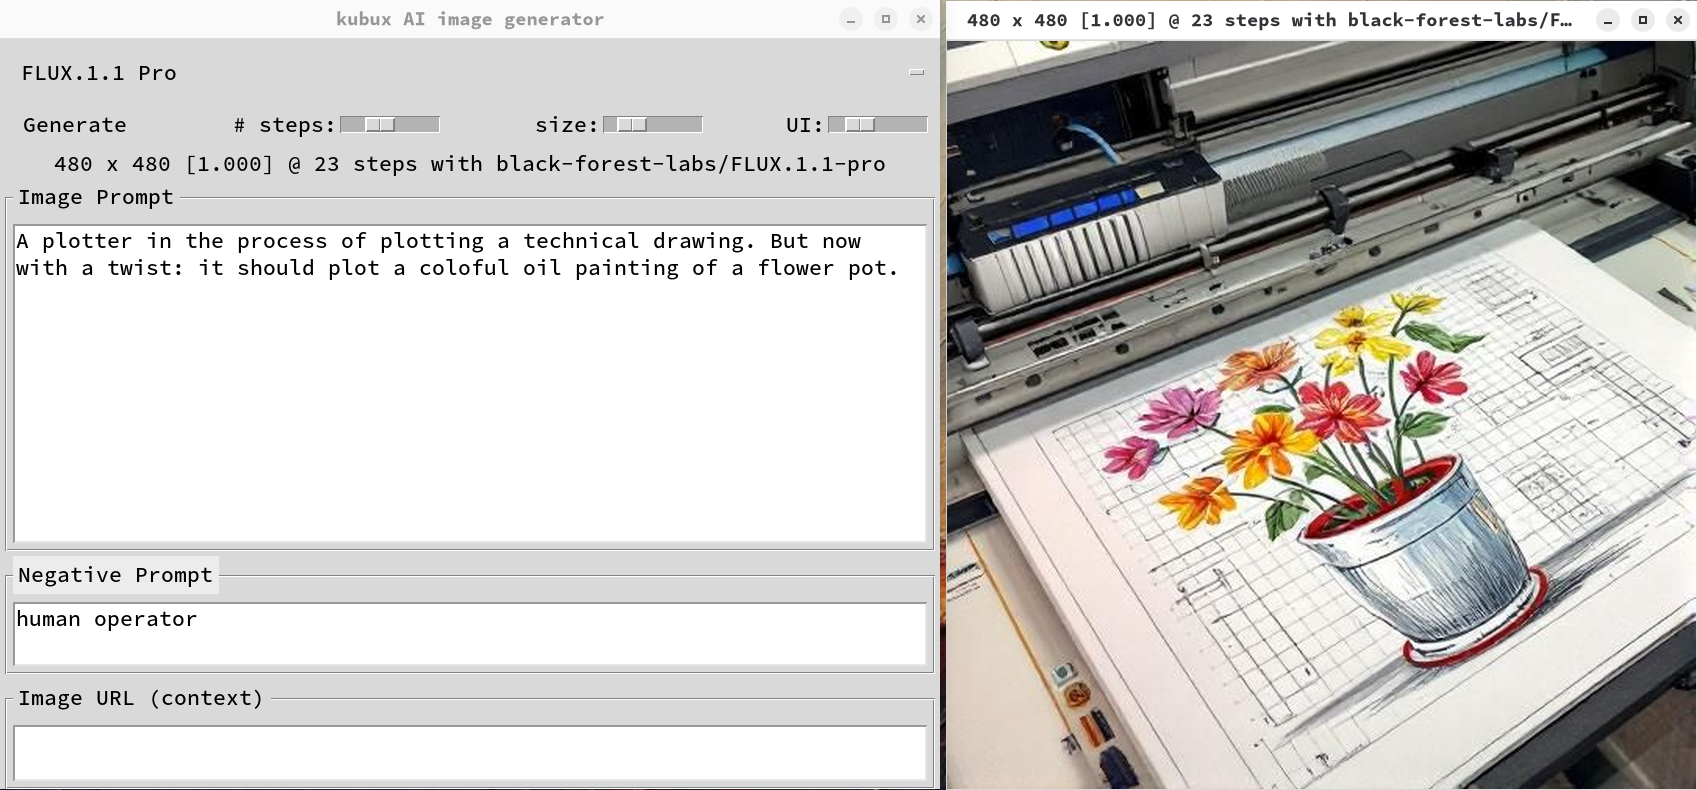 kubux AI image generator
480 x 480 [1.000] @ 23 steps with black-forest-labs/F…
FLUX.1.1 Pro
Generate # steps: size: UI:
480 x 480 [1.000] @ 23 steps with black-forest-labs/FLUX.1.1-pro
Image Prompt
A plotter in the process of plotting a technical drawing. But now
with a twist: it should plot a coloful oil painting of a flower pot.
Negative Prompt
human operator
Image URL (context)